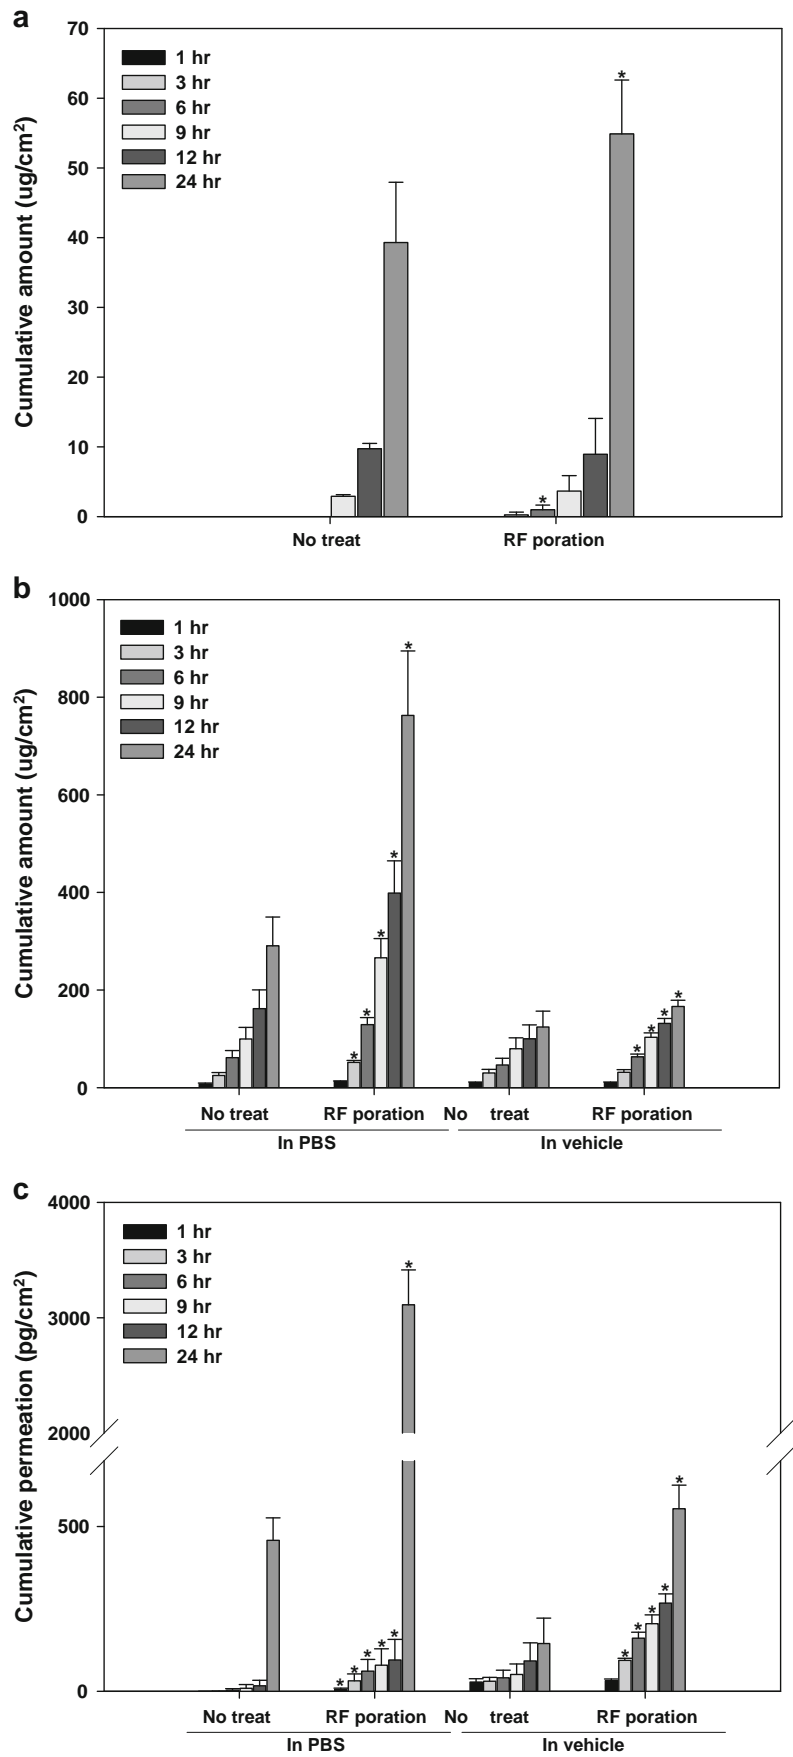 a
Cumulative amount (ug/cm²)
70
60
50
40
30
20
10
0
1 hr
3 hr
6 hr
9 hr
12 hr
24 hr
*
*
No treat RF poration
b
Cumulative amount (ug/cm²)
1000
800
600
400
200
0
1 hr
3 hr
6 hr
9 hr
12 hr
24 hr
* * * * *
* * * * *
No treat RF poration No treat RF poration
In PBS In vehicle
c
Cumulative permeation (pg/cm²)
4000
3000
2000
500
0
1 hr
3 hr
6 hr
9 hr
12 hr
24 hr
* * * * * *
* * * * *
No treat RF poration No treat RF poration
In PBS In vehicle